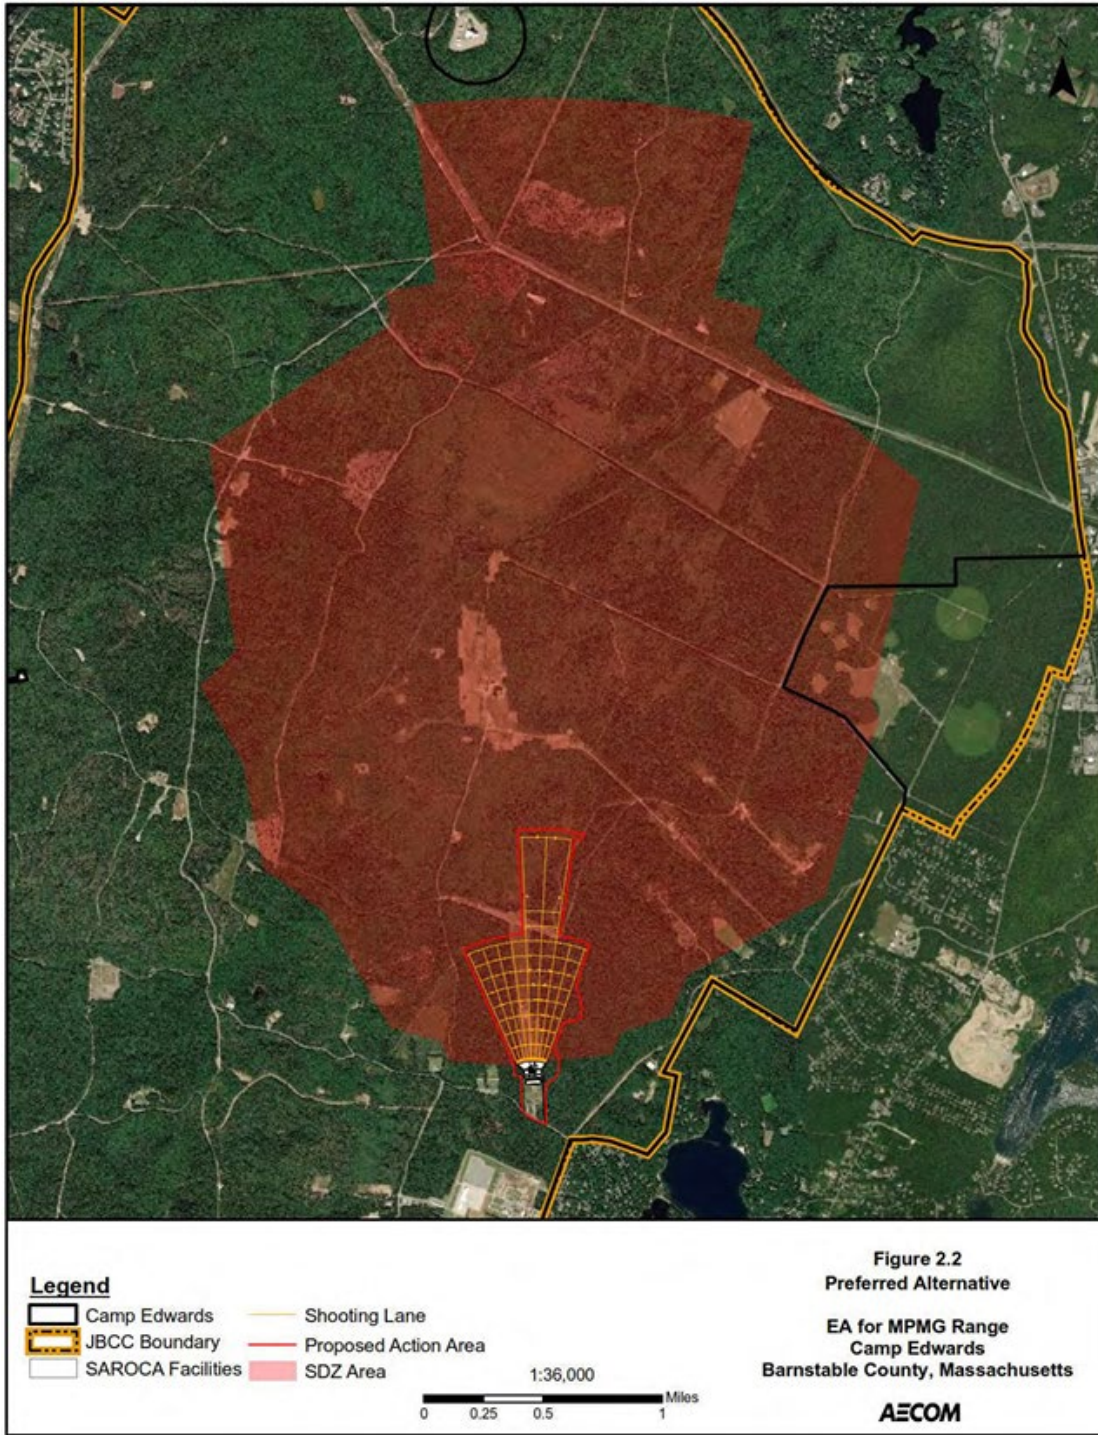 N
Legend
Camp Edwards
JBCC Boundary
SAROCA Facilities
Shooting Lane
Proposed Action Area
SDZ Area
1:36,000
Miles
0 0.25 0.5 1
Figure 2.2
Preferred Alternative
EA for MPMG Range
Camp Edwards
Barnstable County, Massachusetts
AECOM